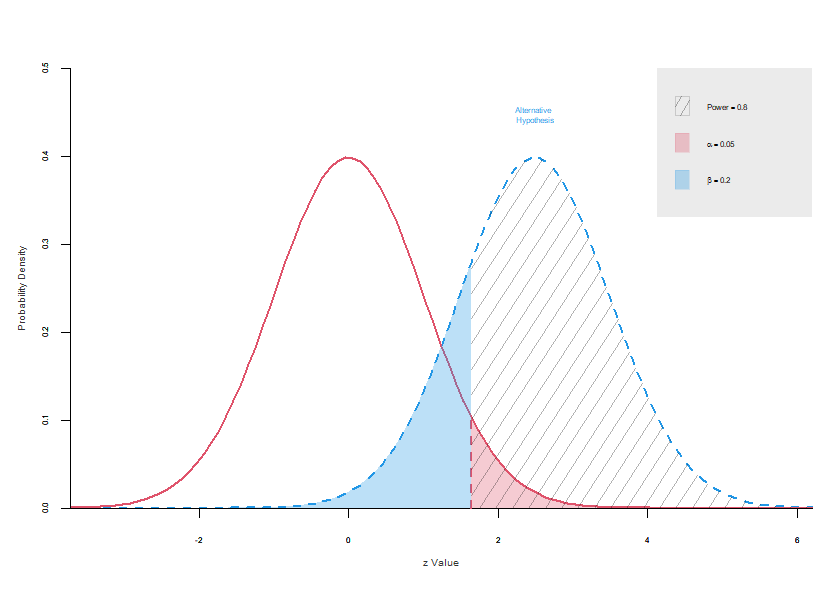 0.5
0.4
0.3
0.2
0.1
0.0
Probability Density
-2
0
2
4
6
z Value
Alternative
Hypothesis
Power = 0.8
α = 0.05
β = 0.2